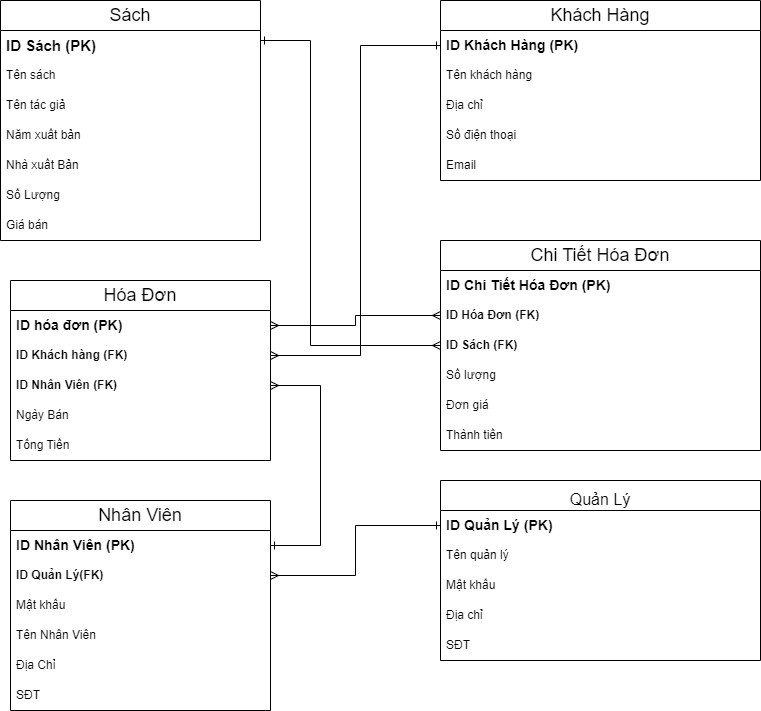 Sách
ID Sách (PK)
Tên sách
Tên tác giả
Năm xuất bản
Nhà xuất Bản
Số Lượng
Giá bán
Khách Hàng
ID Khách Hàng (PK)
Tên khách hàng
Địa chỉ
Số điện thoại
Email
Hóa Đơn
ID hóa đơn (PK)
ID Khách hàng (FK)
ID Nhân Viên (FK)
Ngày Bán
Tổng Tiền
Chi Tiết Hóa Đơn
ID Chi Tiết Hóa Đơn (PK)
ID Hóa Đơn (FK)
ID Sách (FK)
Số lượng
Đơn giá
Thành tiền
Nhân Viên
ID Nhân Viên (PK)
ID Quản Lý(FK)
Mật khẩu
Tên Nhân Viên
Địa Chỉ
SĐT
Quản Lý
ID Quản Lý (PK)
Tên quản lý
Mật khẩu
Địa chỉ
SĐT